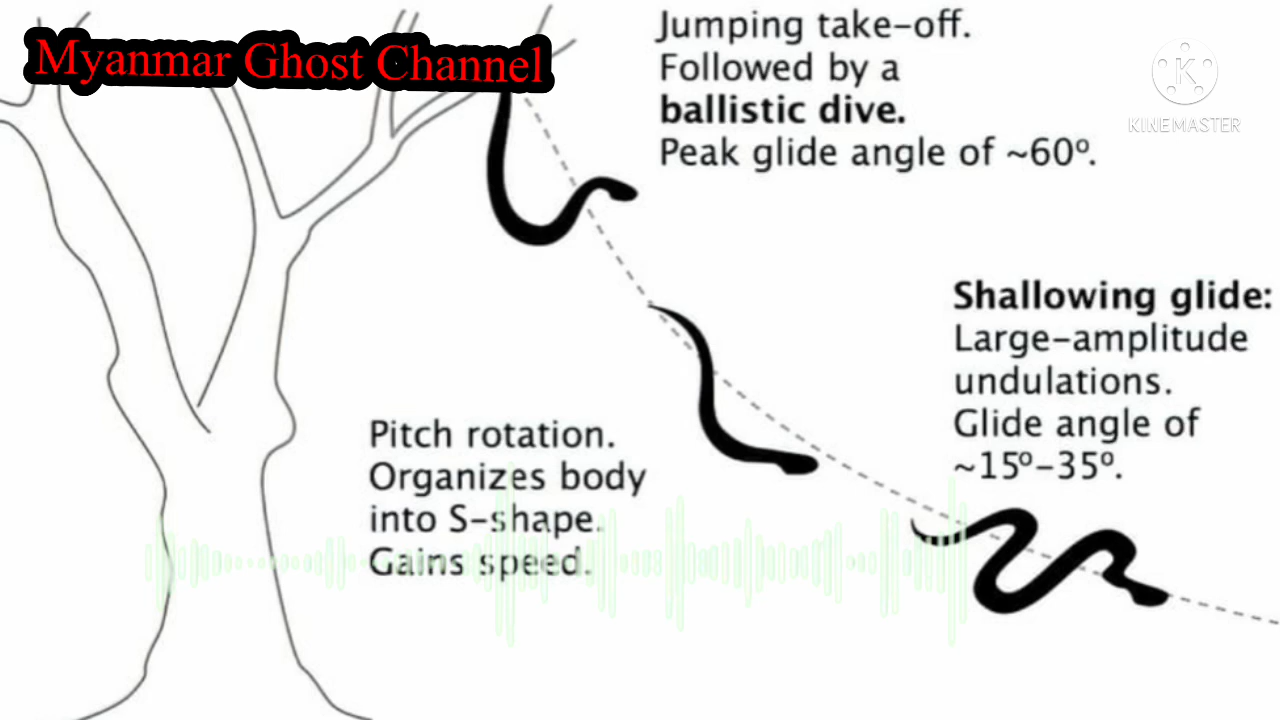 Myanmar Ghost Channel
Jumping take-off.
Followed by a
ballistic dive.
Peak glide angle of ~60º.
KINEMASTER
Shallowing glide:
Large-amplitude
undulations.
Glide angle of
~15º-35º.
Pitch rotation.
Organizes body
into S-shape.
Gains speed.